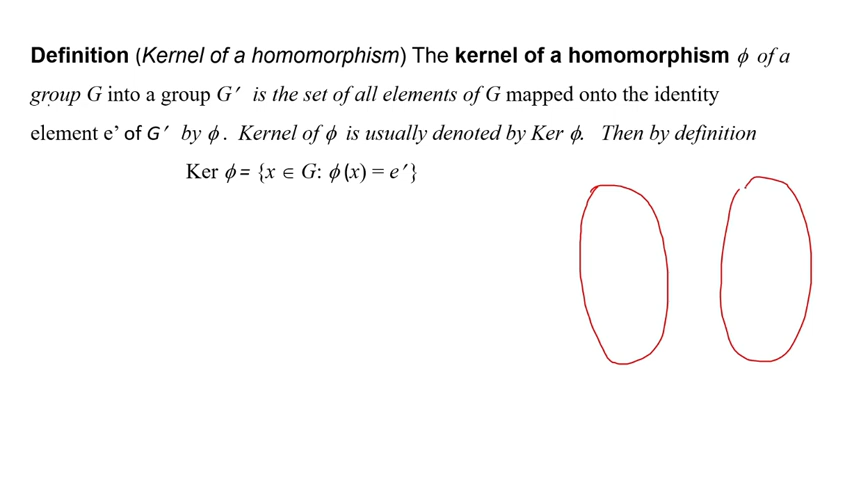 Definition (Kernel of a homomorphism) The kernel of a homomorphism ϕ of a
group G into a group G′ is the set of all elements of G mapped onto the identity
element e’ of G′ by ϕ. Kernel of ϕ is usually denoted by Ker ϕ. Then by definition
Ker ϕ = {x ∈ G: ϕ(x) = e′}